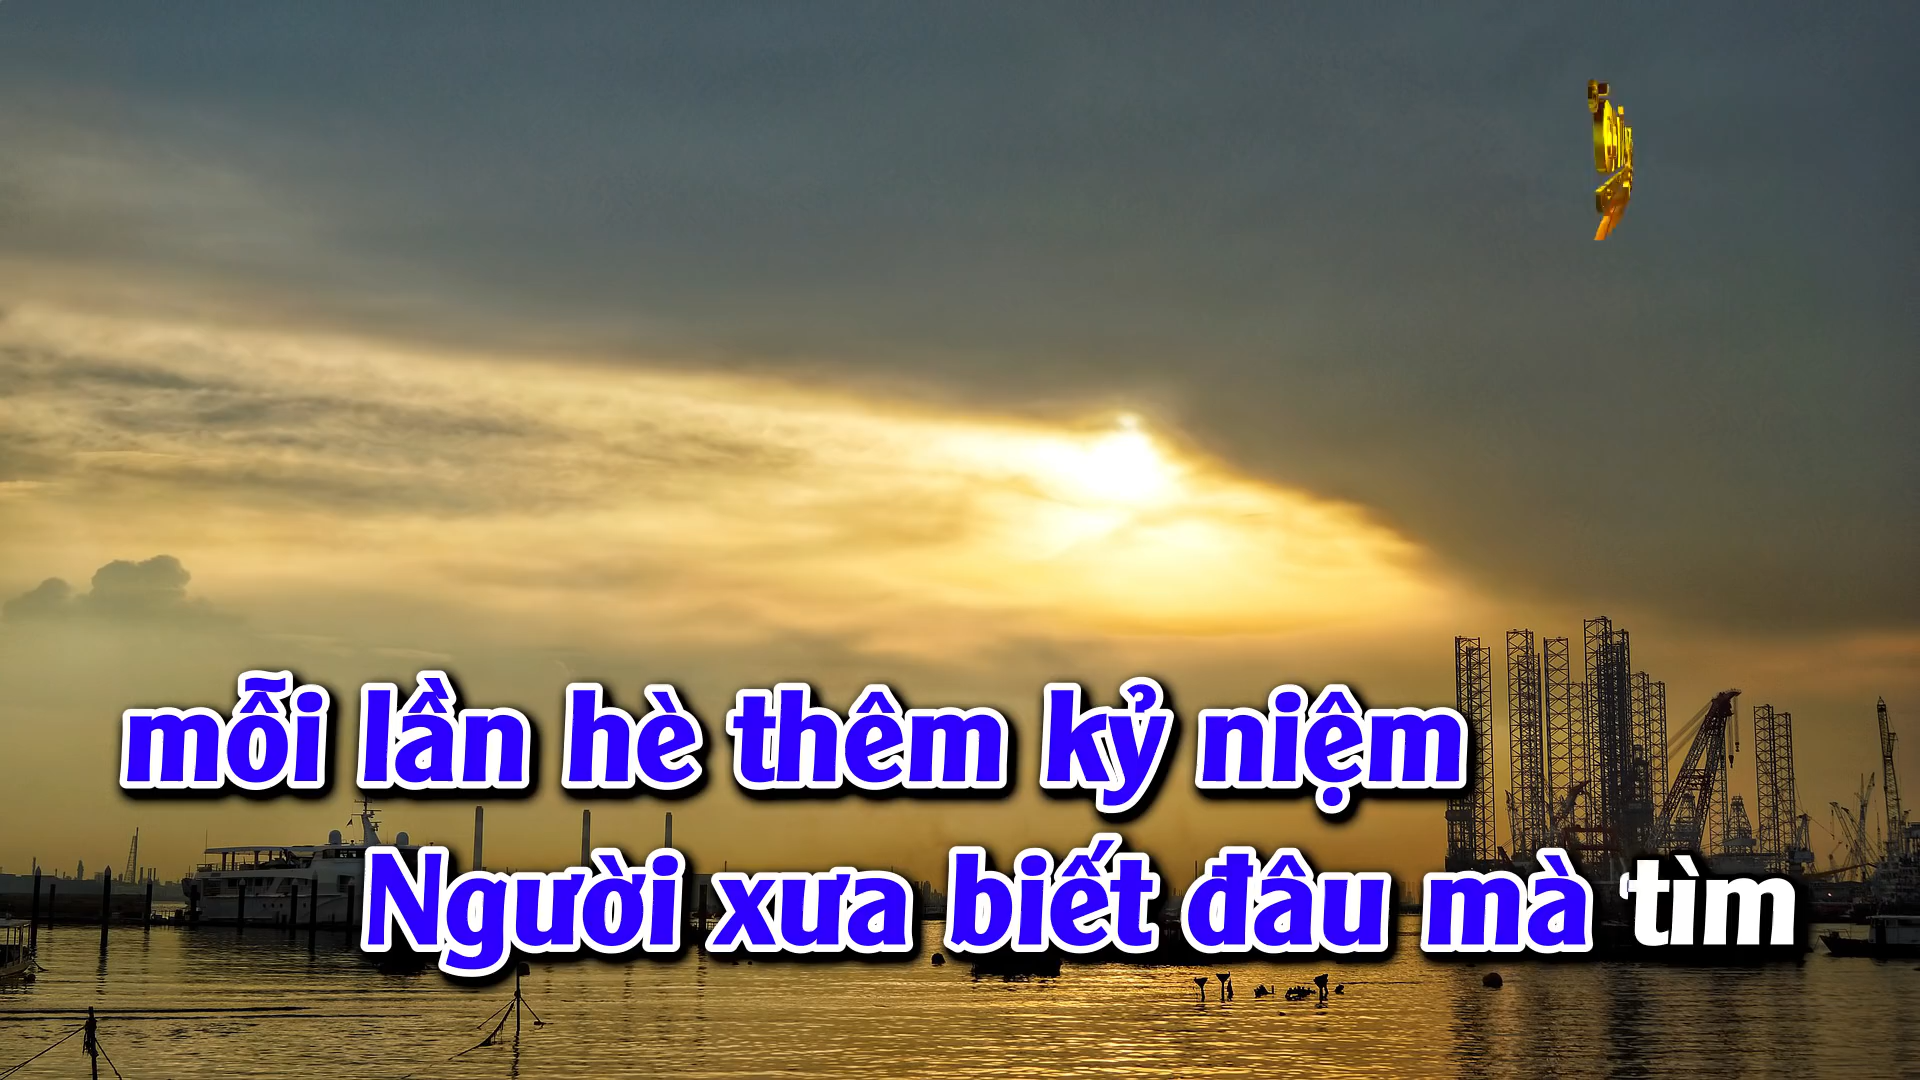 mỗi lần hè thêm kỷ niệm
Người xưa biết đâu mà tìm